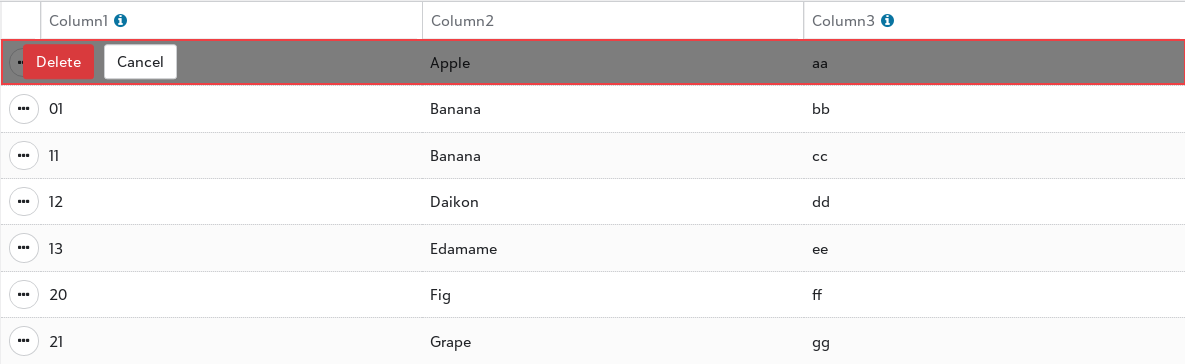 Column1 Column2 Column3
Delete Cancel Apple aa
01 Banana bb
11 Banana cc
12 Daikon dd
13 Edamame ee
20 Fig ff
21 Grape gg